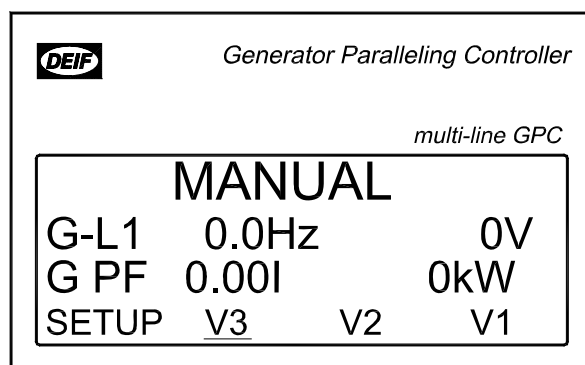 DEIF Generator Paralleling Controller
multi-line GPC
MANUAL
G-L1 0.0Hz 0V
G PF 0.00I 0kW
SETUP V3 V2 V1